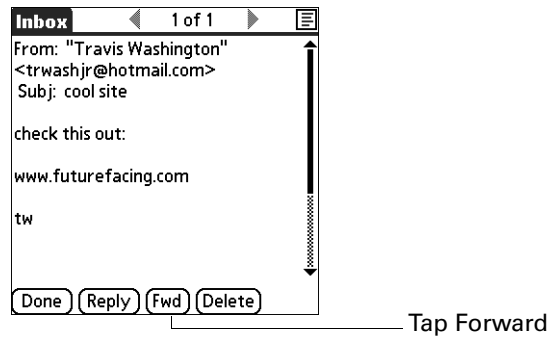 Inbox 1 of 1
From: "Travis Washington"
<trwashjr@hotmail.com>
Subj: cool site
check this out:
www.futurefacing.com
tw
Done Reply Fwd Delete
Tap Forward